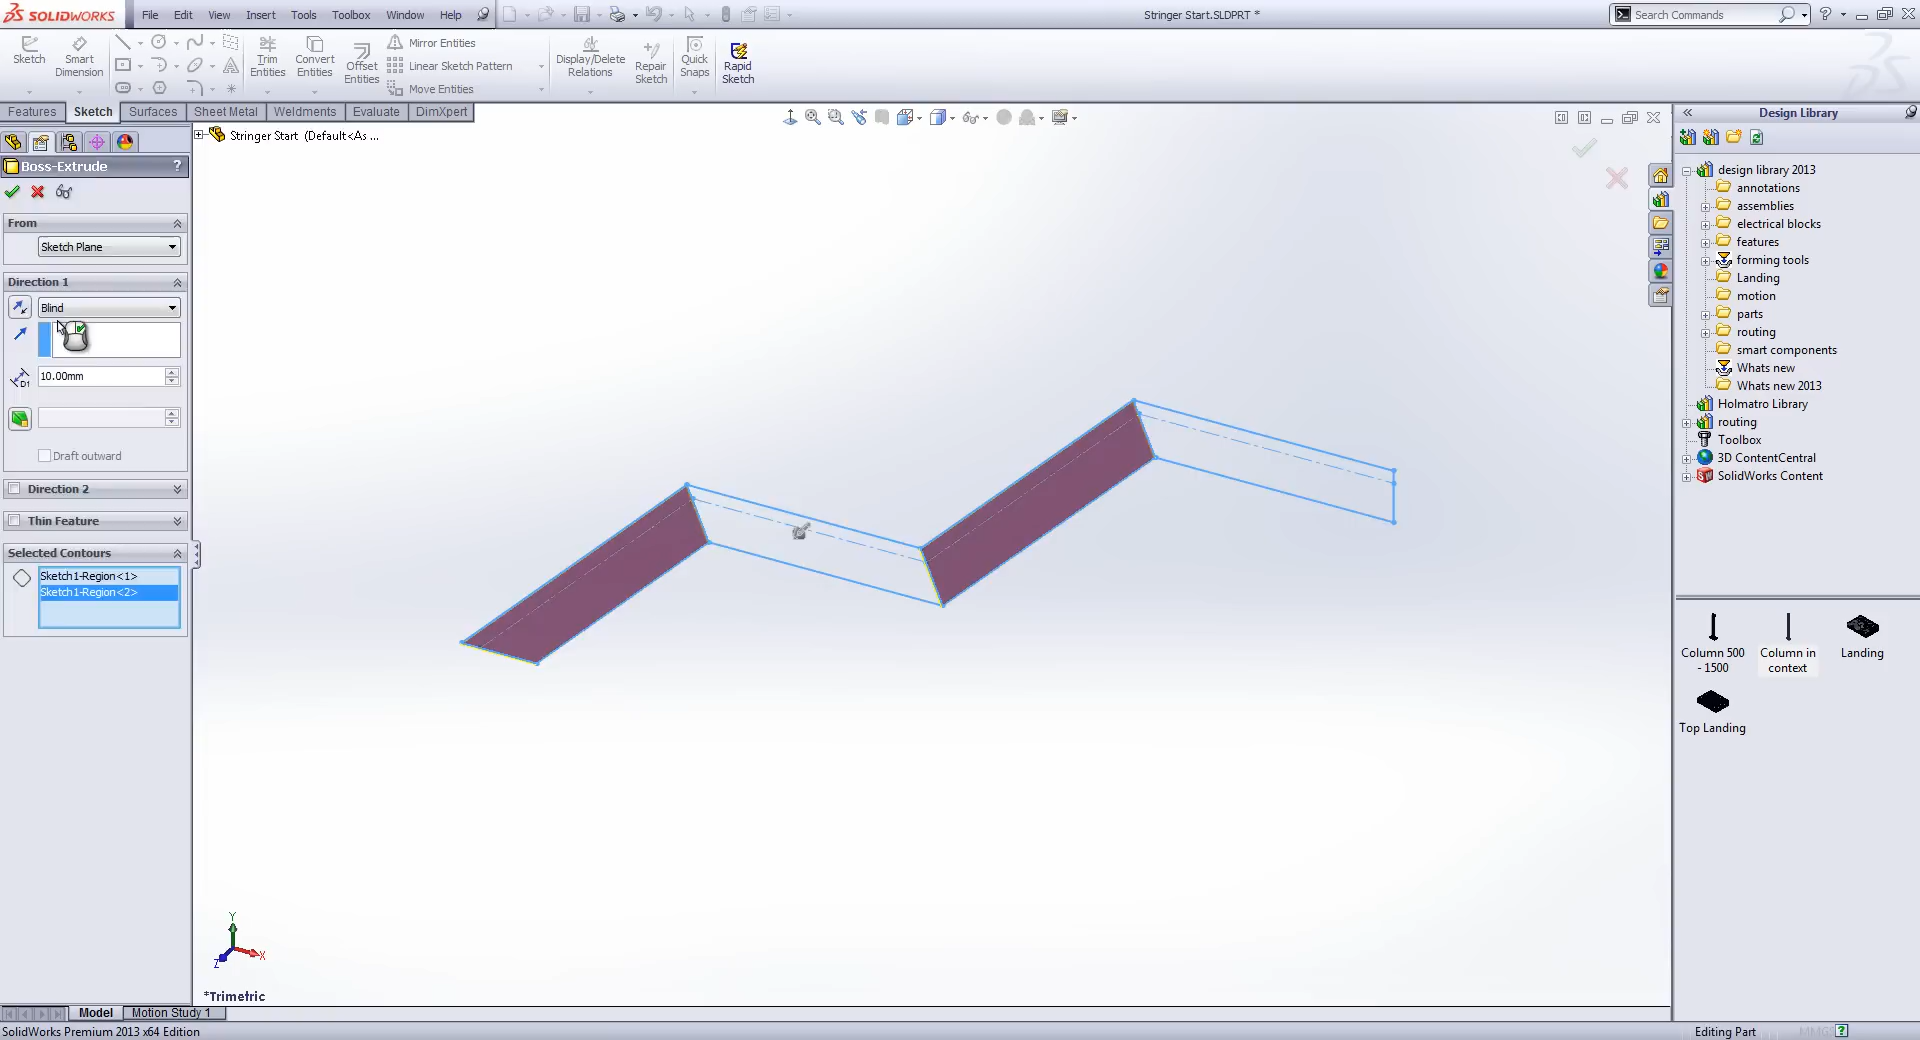 SOLIDWORKS File Edit View Insert Tools Toolbox Window Help Stringer Start.SLDPRT * Search Commands
Sketch Smart Dimension Trim Entities Convert Entities Offset Entities Mirror Entities Linear Sketch Pattern Move Entities Display/Delete Relations Repair Sketch Quick Snaps Rapid Sketch
Features Sketch Surfaces Sheet Metal Weldments Evaluate DimXpert
Stringer Start (Default<As ...
Boss-Extrude ?
From
Sketch Plane
Direction 1
Blind
D1 10.00mm
Draft outward
Direction 2
Thin Feature
Selected Contours
Sketch1-Region<1>
Sketch1-Region<2>
Y
X
Z
*Trimetric
Design Library
design library 2013
annotations
assemblies
electrical blocks
features
forming tools
Landing
motion
parts
routing
smart components
Whats new
Whats new 2013
Holmatro Library
routing
Toolbox
3D ContentCentral
SolidWorks Content
Column 500 - 1500
Column in context
Landing
Top Landing
Model Motion Study 1
SolidWorks Premium 2013 x64 Edition Editing Part MMGS ?